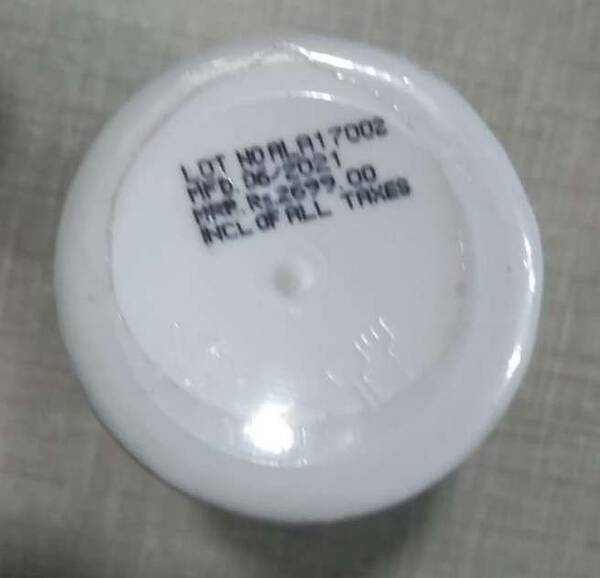 LOT NO ALA17002
MFD. 06/2021
MRP. Rs.2699.00
INCL OF ALL TAXES